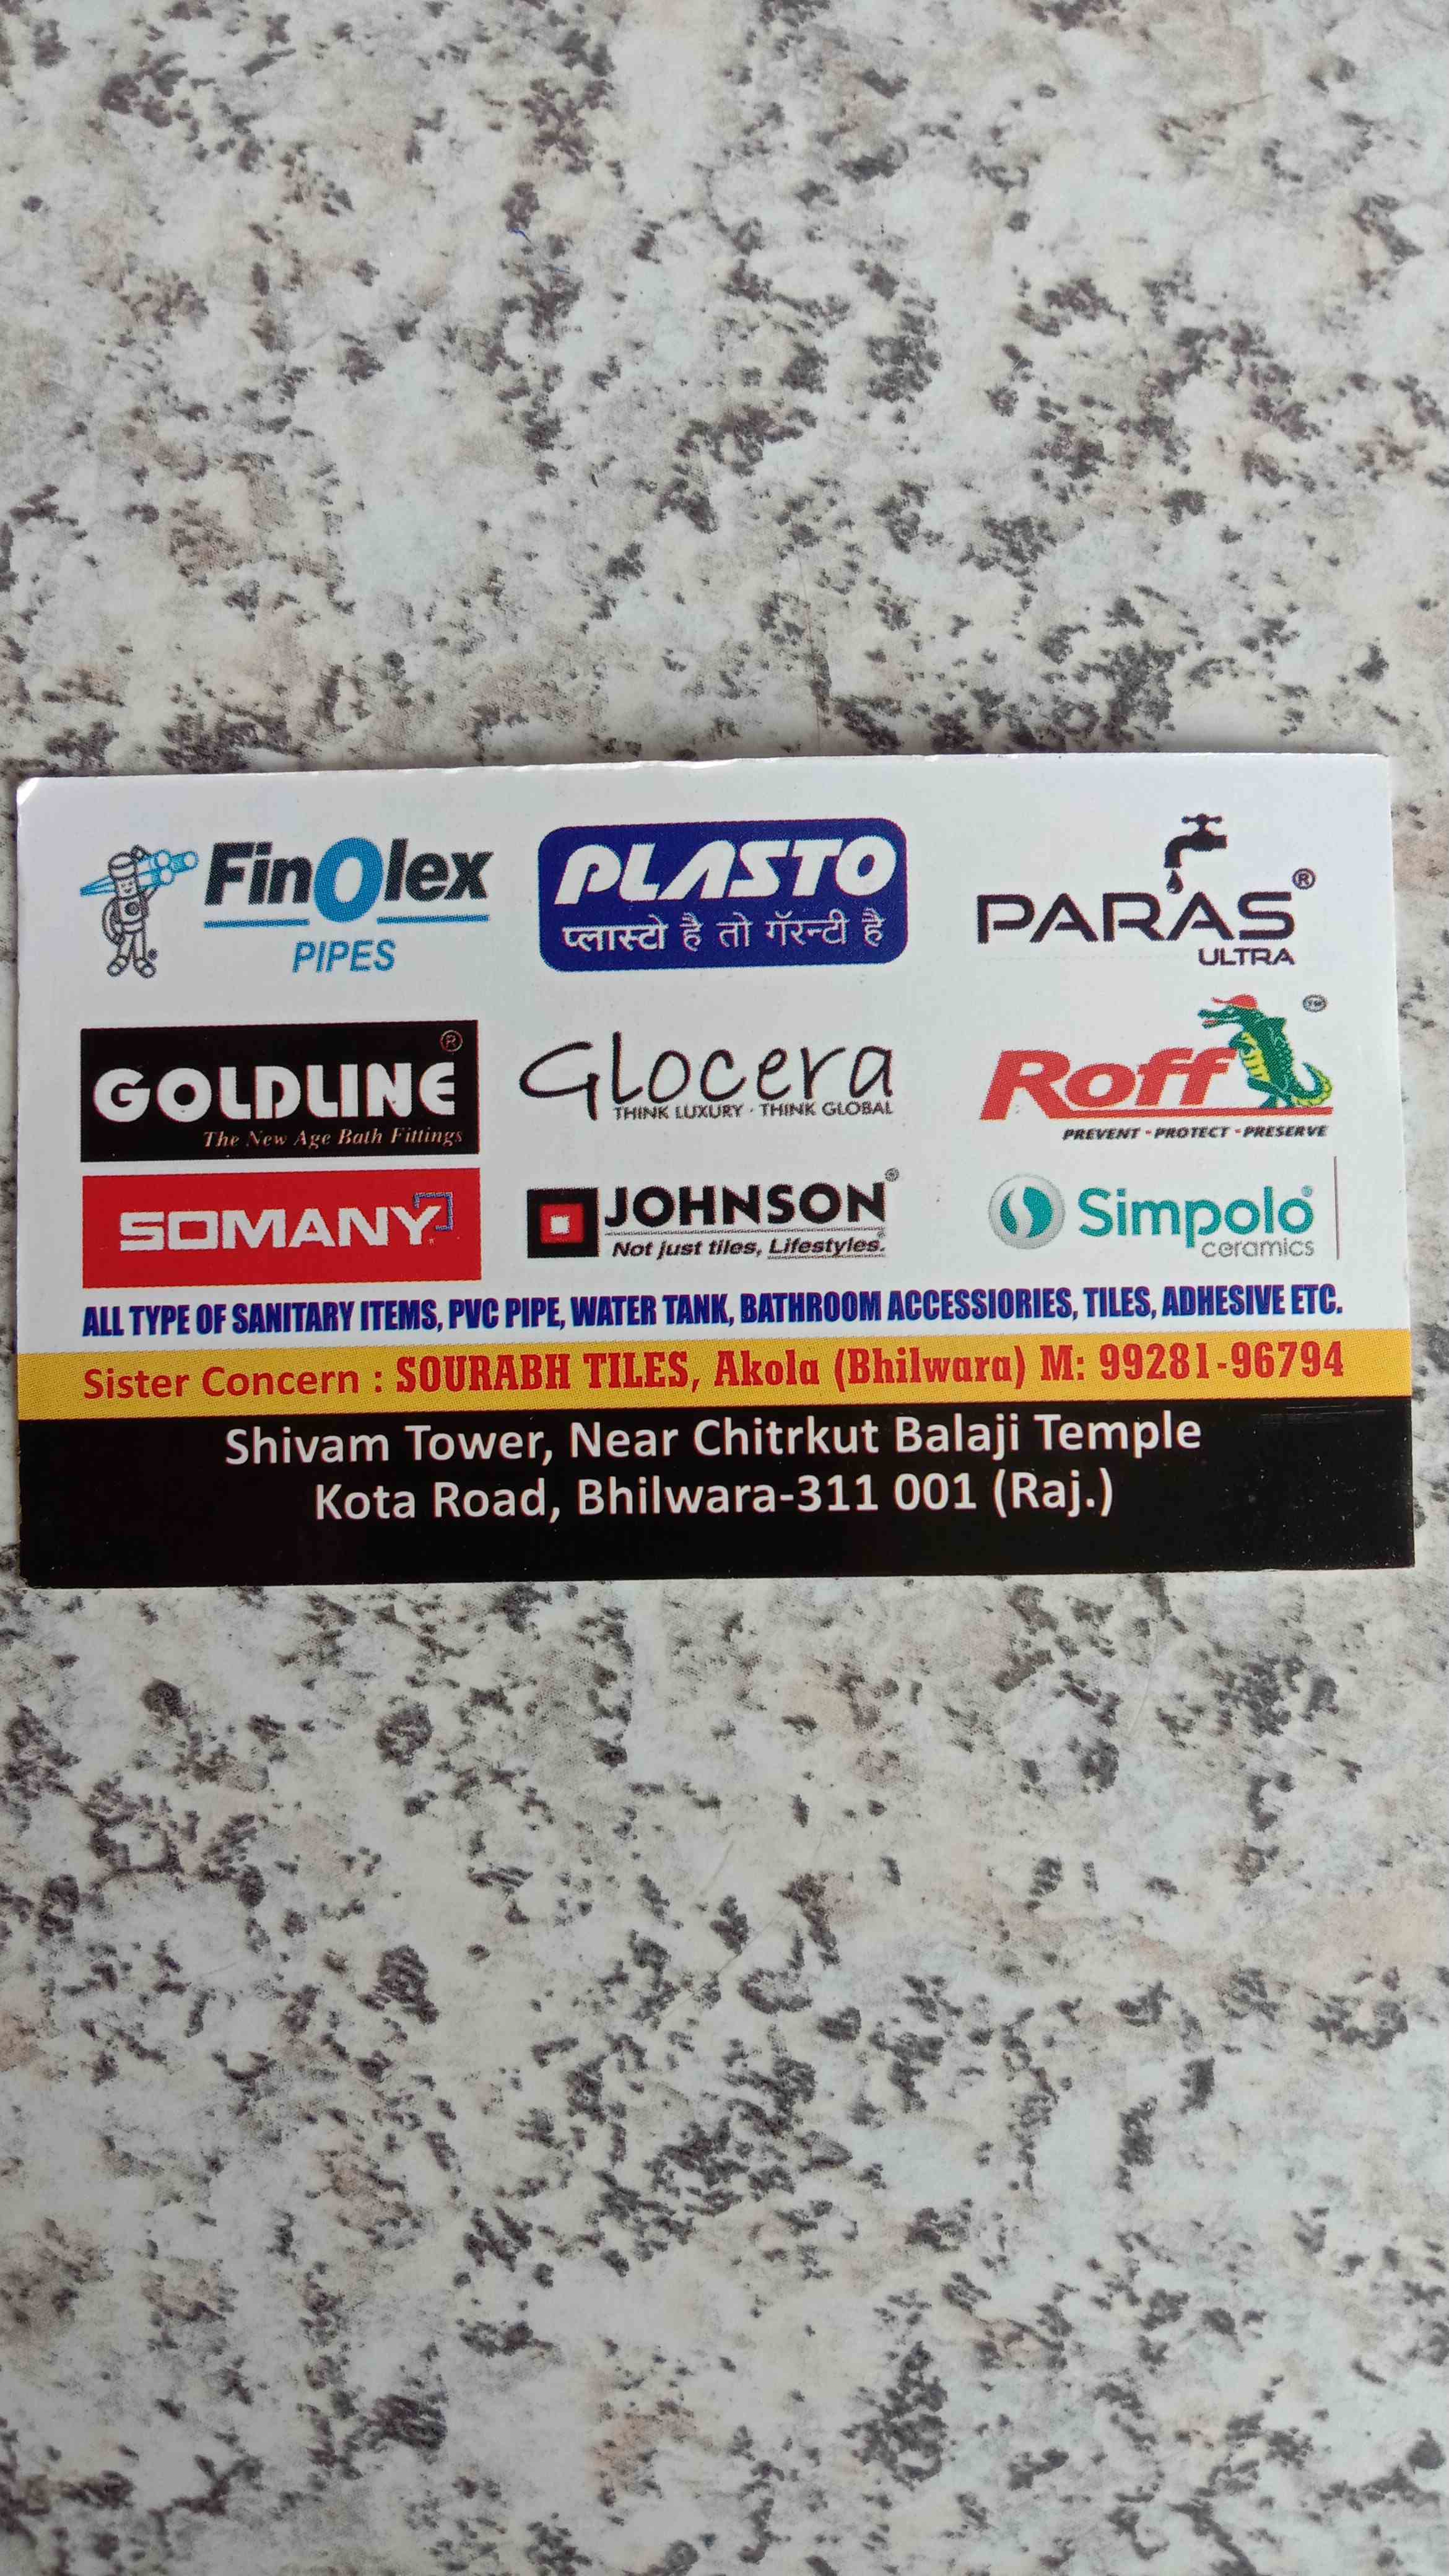 FinOlex
PIPES
PLASTO
प्लास्टो है तो गॅरन्टी है
PARAS®
ULTRA
GOLDLINE®
The New Age Bath Fittings
Glocera
THINK LUXURY · THINK GLOBAL
Roff
PREVENT - PROTECT - PRESERVE
SOMANY
JOHNSON®
Not just tiles, Lifestyles.
Simpolo
ceramics
ALL TYPE OF SANITARY ITEMS, PVC PIPE, WATER TANK, BATHROOM ACCESSIORIES, TILES, ADHESIVE ETC.
Sister Concern : SOURABH TILES, Akola (Bhilwara) M: 99281-96794
Shivam Tower, Near Chitrkut Balaji Temple
Kota Road, Bhilwara-311 001 (Raj.)